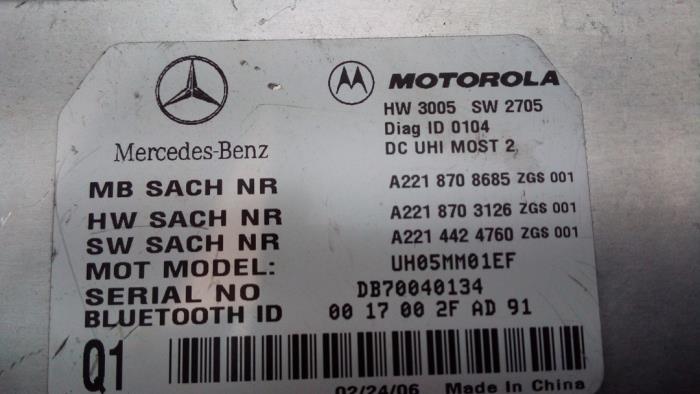 Mercedes-Benz
MOTOROLA
HW 3005 SW 2705
Diag ID 0104
DC UHI MOST 2
MB SACH NR A221 870 8685 ZGS 001
HW SACH NR A221 870 3126 ZGS 001
SW SACH NR A221 442 4760 ZGS 001
MOT MODEL: UH05MM01EF
SERIAL NO DB70040134
BLUETOOTH ID 00 17 00 2F AD 91
Q1
02/24/06 Made In China